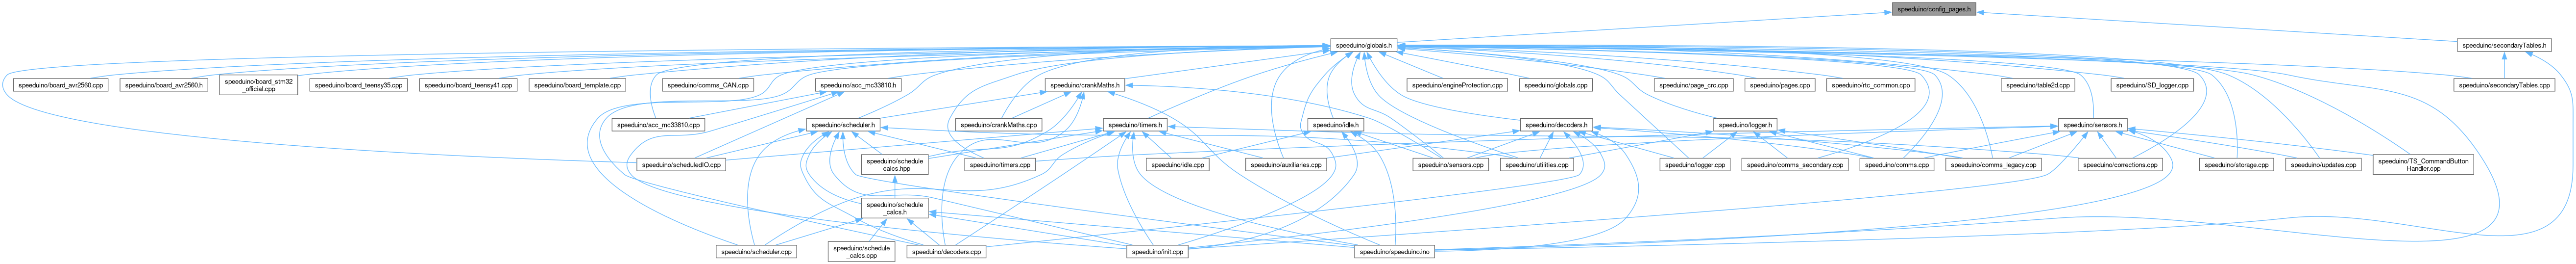 speeduino/config_pages.h
speeduino/globals.h
speeduino/secondaryTables.h
speeduino/board_avr2560.cpp
speeduino/board_avr2560.h
speeduino/board_stm32
_official.cpp
speeduino/board_teensy35.cpp
speeduino/board_teensy41.cpp
speeduino/board_template.cpp
speeduino/comms_CAN.cpp
speeduino/acc_mc33810.h
speeduino/crankMaths.h
speeduino/engineProtection.cpp
speeduino/globals.cpp
speeduino/page_crc.cpp
speeduino/pages.cpp
speeduino/rtc_common.cpp
speeduino/table2d.cpp
speeduino/SD_logger.cpp
speeduino/secondaryTables.cpp
speeduino/acc_mc33810.cpp
speeduino/scheduler.h
speeduino/crankMaths.cpp
speeduino/timers.h
speeduino/idle.h
speeduino/decoders.h
speeduino/logger.h
speeduino/sensors.h
speeduino/scheduledIO.cpp
speeduino/schedule
_calcs.hpp
speeduino/timers.cpp
speeduino/idle.cpp
speeduino/auxiliaries.cpp
speeduino/sensors.cpp
speeduino/utilities.cpp
speeduino/logger.cpp
speeduino/comms_secondary.cpp
speeduino/comms.cpp
speeduino/comms_legacy.cpp
speeduino/corrections.cpp
speeduino/storage.cpp
speeduino/updates.cpp
speeduino/TS_CommandButton
Handler.cpp
speeduino/schedule
_calcs.h
speeduino/scheduler.cpp
speeduino/schedule
_calcs.cpp
speeduino/decoders.cpp
speeduino/init.cpp
speeduino/speeduino.ino